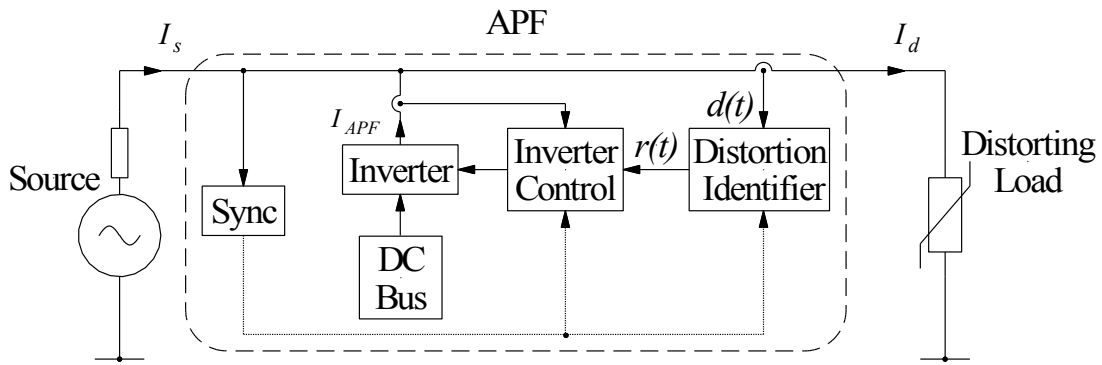 APF
I_s
I_d
I_APF
d(t)
r(t)
Source
Sync
Inverter
Inverter
Control
Distortion
Identifier
Distorting
Load
DC
Bus